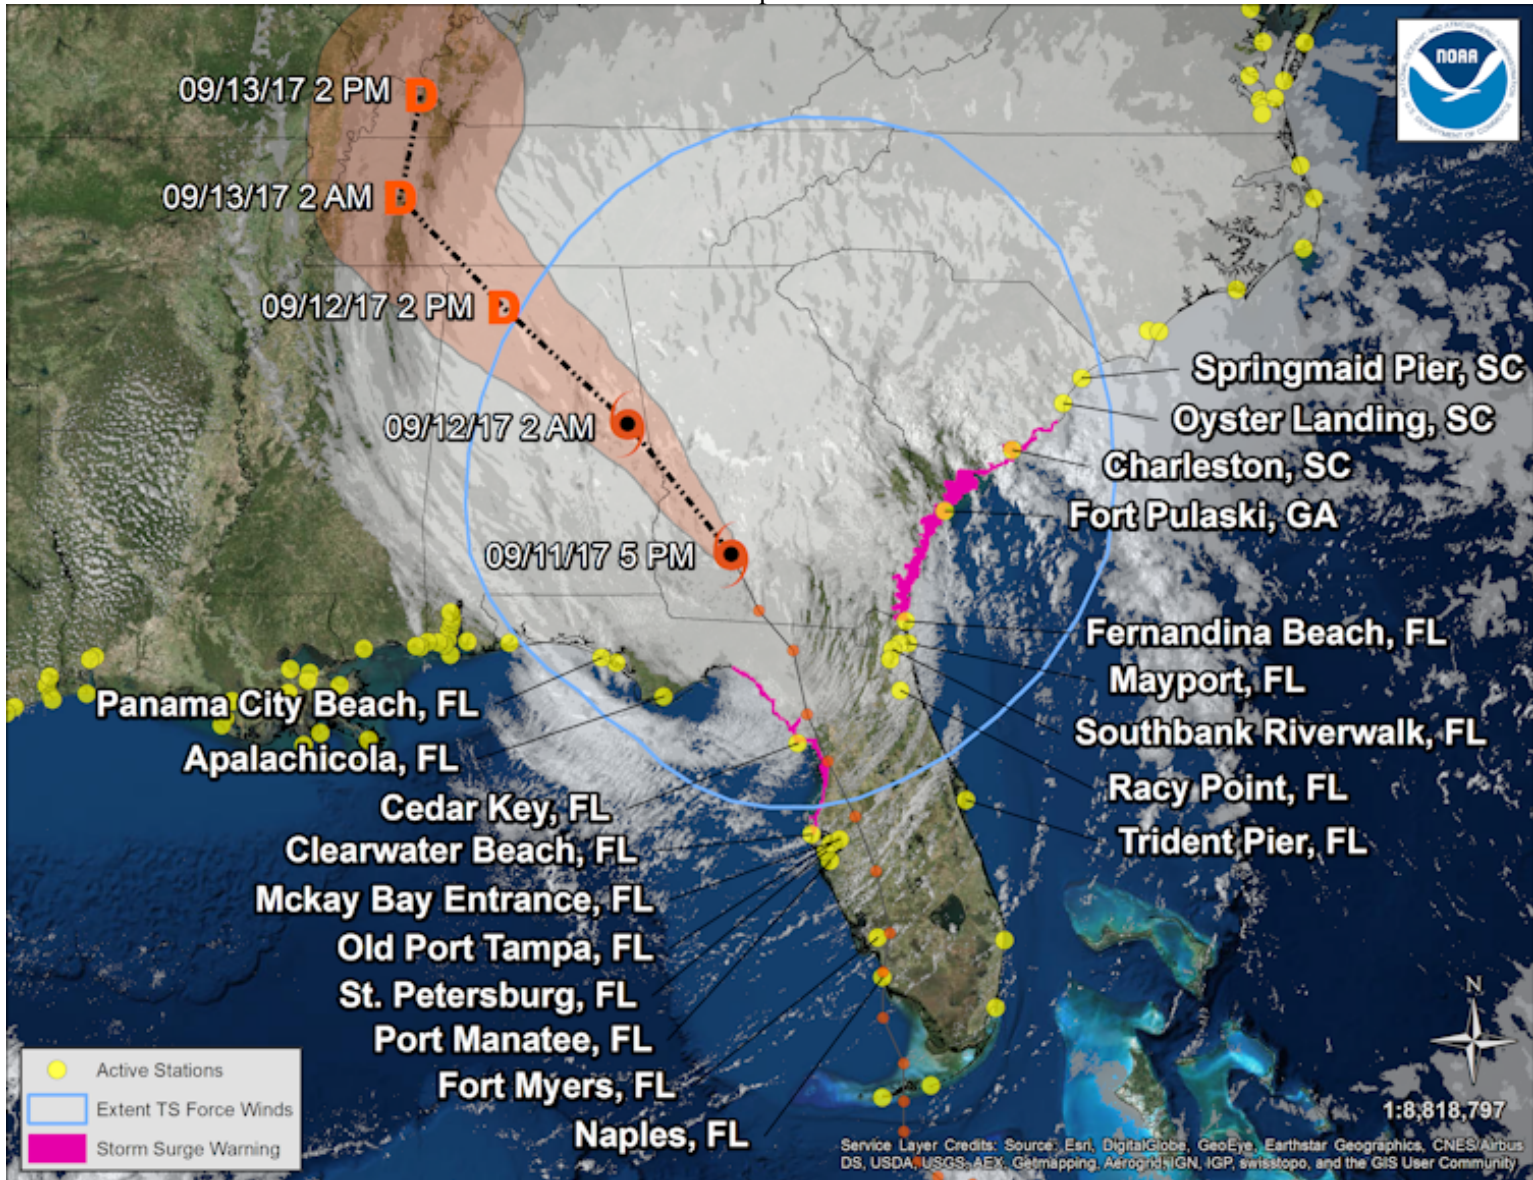 NOAA
09/13/17 2 PM
D
09/13/17 2 AM
D
09/12/17 2 PM
D
09/12/17 2 AM
09/11/17 5 PM
Springmaid Pier, SC
Oyster Landing, SC
Charleston, SC
Fort Pulaski, GA
Fernandina Beach, FL
Mayport, FL
Southbank Riverwalk, FL
Racy Point, FL
Trident Pier, FL
Panama City Beach, FL
Apalachicola, FL
Cedar Key, FL
Clearwater Beach, FL
Mckay Bay Entrance, FL
Old Port Tampa, FL
St. Petersburg, FL
Port Manatee, FL
Fort Myers, FL
Naples, FL
Active Stations
Extent TS Force Winds
Storm Surge Warning
N
1:8,818,797
Service Layer Credits: Source: Esri, DigitalGlobe, GeoEye, Earthstar Geographics, CNES/Airbus
DS, USDA, USGS, AEX, Getmapping, Aerogrid, IGN, IGP, swisstopo, and the GIS User Community